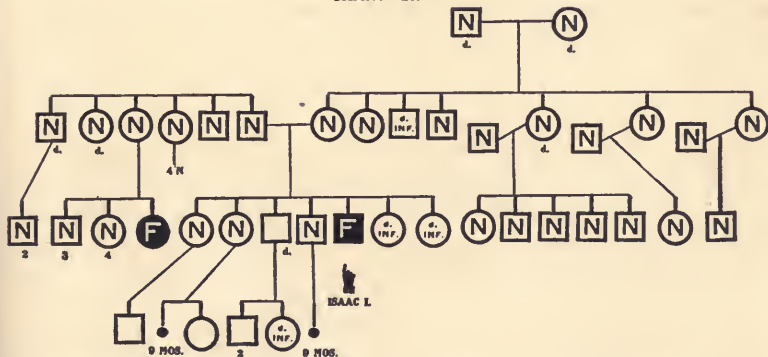 N N
d. d.
N N N N N N N N d. N N N N N N N
INF.
d. d. d.
4 N
N N N F N N N F d. d. N N N N N N N
INF. INF.
2 3 4 d.
ISAAC I.
d.
INF.
9 MOS. 2 9 MOS.